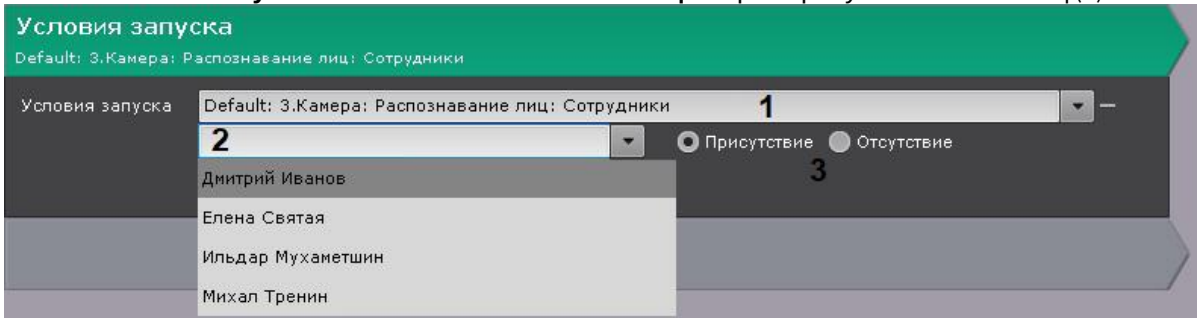 Условия запуска
Default: 3.Камера: Распознавание лиц: Сотрудники
Условия запуска Default: 3.Камера: Распознавание лиц: Сотрудники 1
2 Присутствие Отсутствие
3
Дмитрий Иванов
Елена Святая
Ильдар Мухаметшин
Михал Тренин